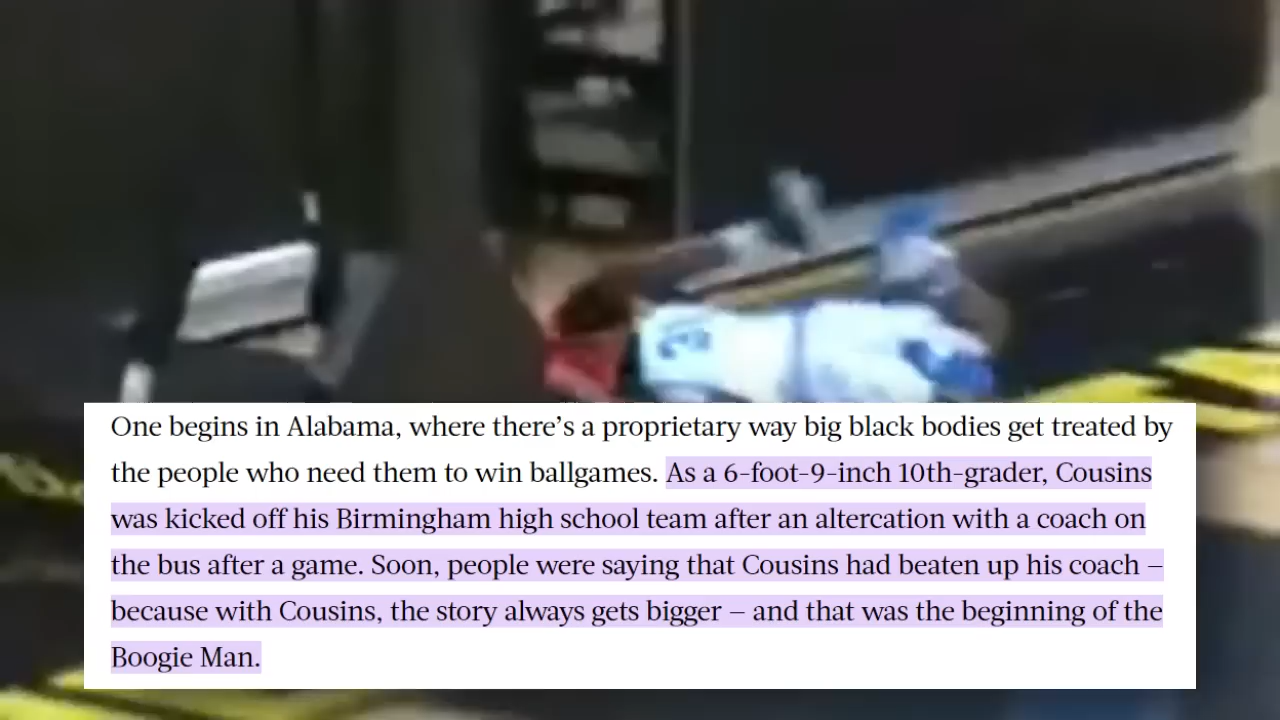 One begins in Alabama, where there’s a proprietary way big black bodies get treated by
the people who need them to win ballgames. As a 6-foot-9-inch 10th-grader, Cousins
was kicked off his Birmingham high school team after an altercation with a coach on
the bus after a game. Soon, people were saying that Cousins had beaten up his coach –
because with Cousins, the story always gets bigger – and that was the beginning of the
Boogie Man.